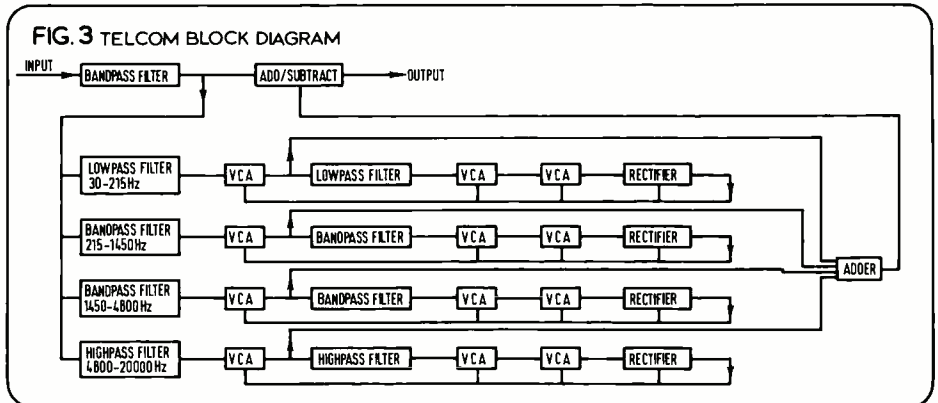 FIG. 3 TELCOM BLOCK DIAGRAM
INPUT
BANDPASS FILTER
ADD/SUBTRACT
OUTPUT
LOWPASS FILTER
30-215Hz
VCA
LOWPASS FILTER
VCA
VCA
RECTIFIER
BANDPASS FILTER
215-1450Hz
VCA
BANDPASS FILTER
VCA
VCA
RECTIFIER
ADDER
BANDPASS FILTER
1450-4800Hz
VCA
BANDPASS FILTER
VCA
VCA
RECTIFIER
HIGHPASS FILTER
4800-20000Hz
VCA
HIGHPASS FILTER
VCA
VCA
RECTIFIER